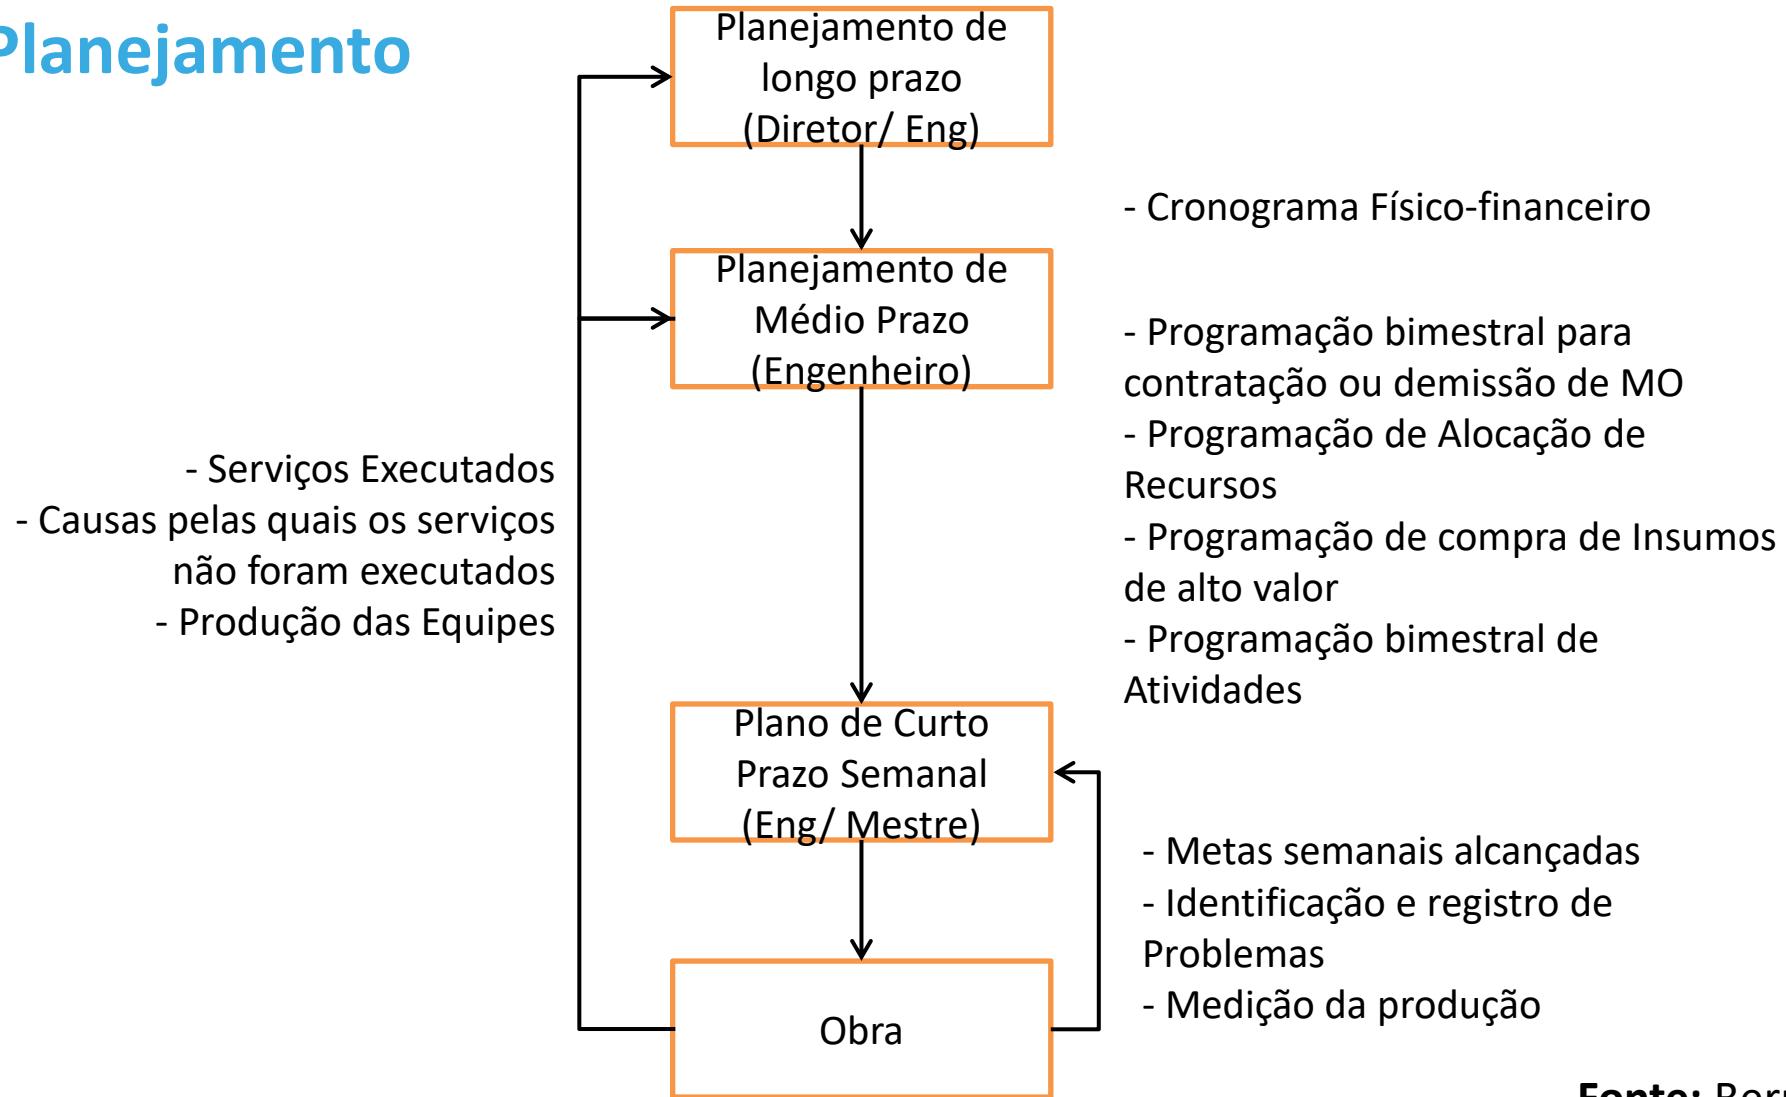 Planejamento
Planejamento de
longo prazo
(Diretor/ Eng)
- Cronograma Físico-financeiro
Planejamento de
Médio Prazo
(Engenheiro)
- Programação bimestral para
contratação ou demissão de MO
- Programação de Alocação de
Recursos
- Programação de compra de Insumos
de alto valor
- Programação bimestral de
Atividades
- Serviços Executados
- Causas pelas quais os serviços
não foram executados
- Produção das Equipes
Plano de Curto
Prazo Semanal
(Eng/ Mestre)
- Metas semanais alcançadas
- Identificação e registro de
Problemas
- Medição da produção
Obra
Fonte: